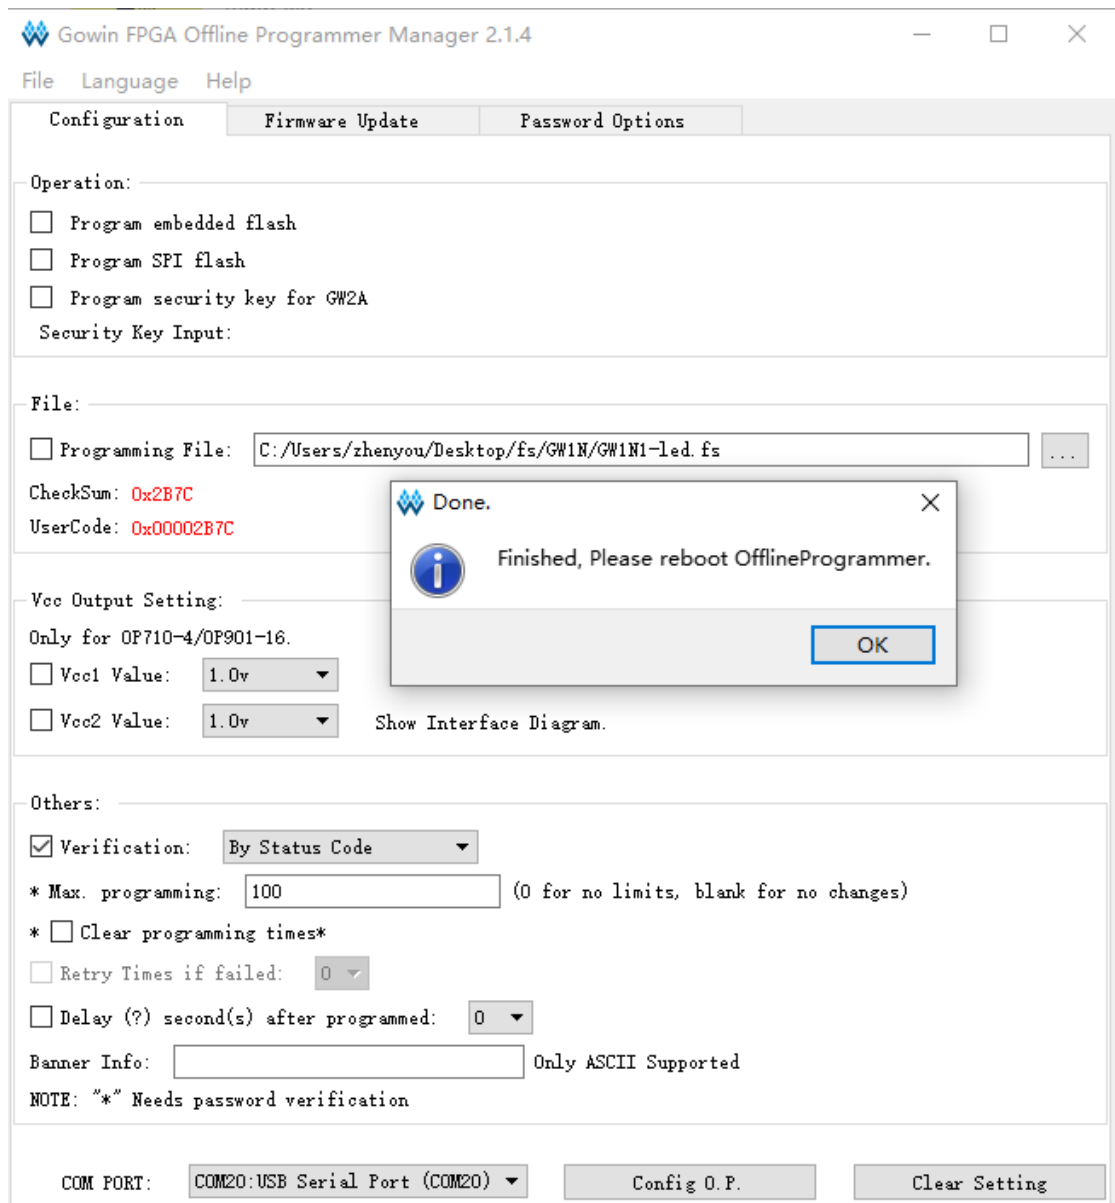 Gowin FPGA Offline Programmer Manager 2.1.4
File Language Help
Configuration Firmware Update Password Options
Operation:
Program embedded flash
Program SPI flash
Program security key for GW2A
Security Key Input:
File:
Programming File: C:/Users/zhenyou/Desktop/fs/GW1N/GW1N1-led.fs ...
CheckSum: 0x2B7C
UserCode: 0x00002B7C
Done.
Finished, Please reboot OfflineProgrammer.
OK
Vcc Output Setting:
Only for OP710-4/OP901-16.
Vcc1 Value: 1.0v
Vcc2 Value: 1.0v Show Interface Diagram.
Others:
Verification: By Status Code
* Max. programming: 100 (0 for no limits, blank for no changes)
* Clear programming times*
Retry Times if failed: 0
Delay (?) second(s) after programmed: 0
Banner Info: Only ASCII Supported
NOTE: "*" Needs password verification
COM PORT: COM20:USB Serial Port (COM20) Config O.P. Clear Setting